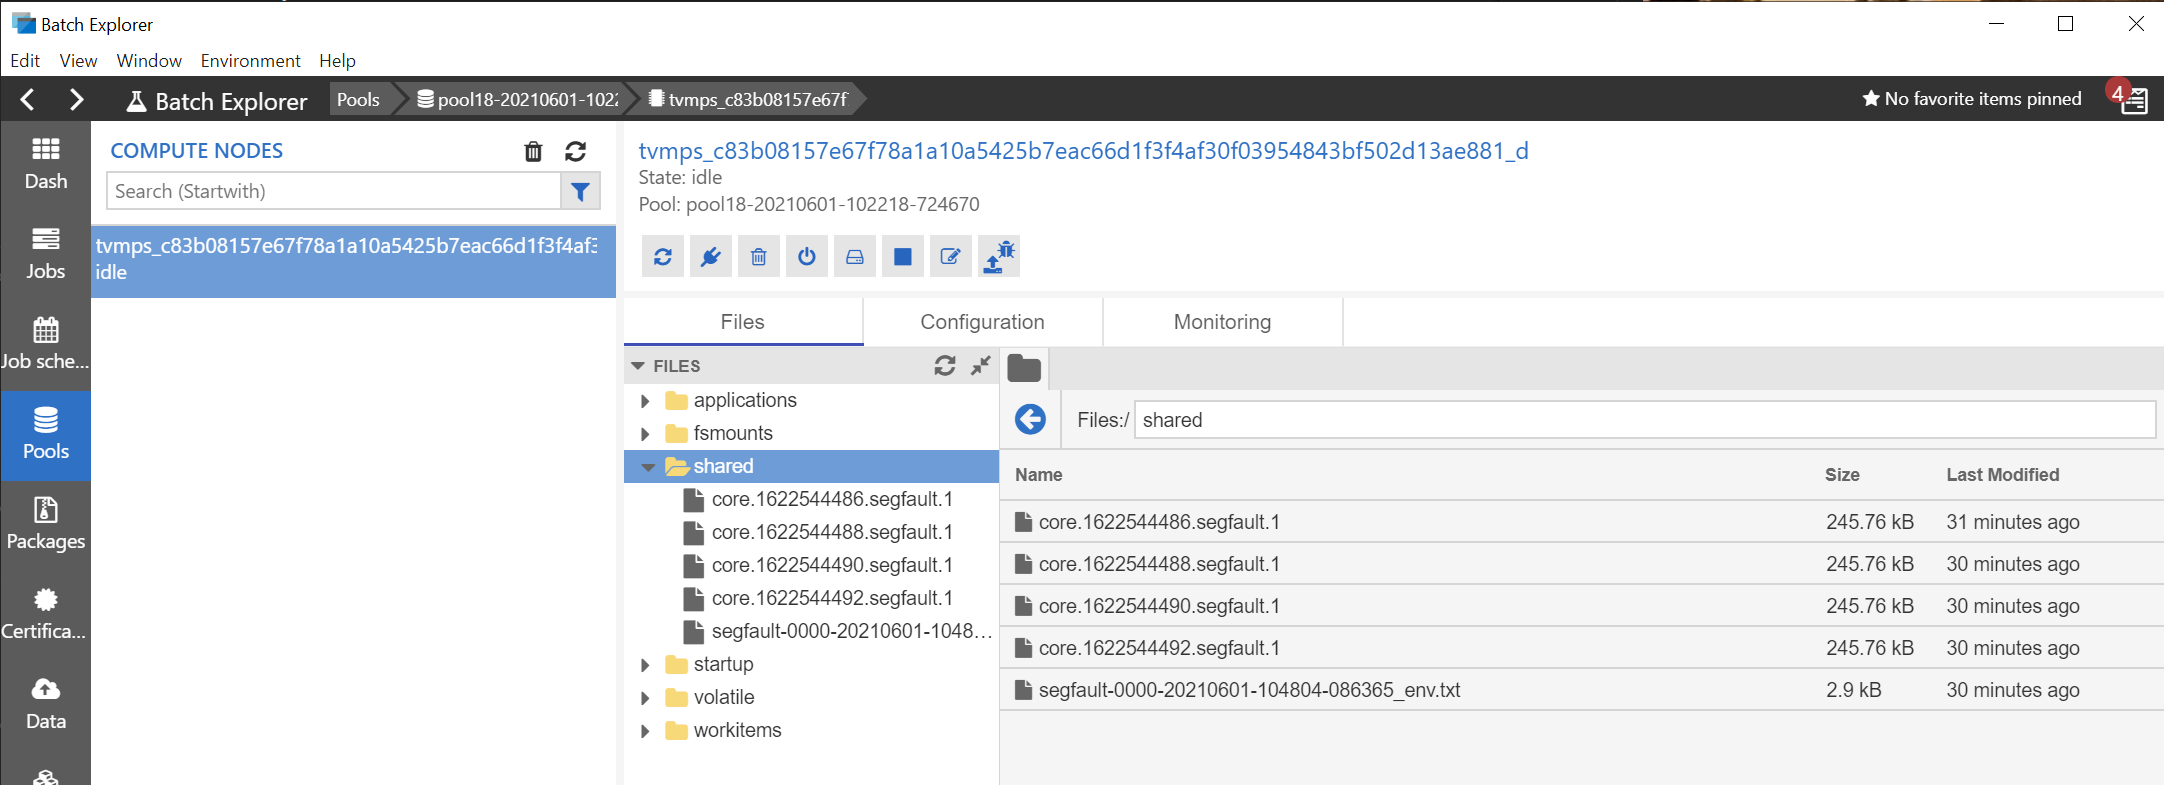 Batch Explorer
Edit View Window Environment Help
Batch Explorer Pools pool18-20210601-102 tvmps_c83b08157e67f No favorite items pinned 4
Dash
Jobs
Job sche...
Pools
Packages
Certifica...
Data
COMPUTE NODES
Search (Startwith)
tvmps_c83b08157e67f78a1a10a5425b7eac66d1f3f4af3
idle
tvmps_c83b08157e67f78a1a10a5425b7eac66d1f3f4af30f03954843bf502d13ae881_d
State: idle
Pool: pool18-20210601-102218-724670
Files Configuration Monitoring
FILES
applications
fsmounts
shared
core.1622544486.segfault.1
core.1622544488.segfault.1
core.1622544490.segfault.1
core.1622544492.segfault.1
segfault-0000-20210601-1048...
startup
volatile
workitems
Files:/ shared
Name Size Last Modified
core.1622544486.segfault.1 245.76 kB 31 minutes ago
core.1622544488.segfault.1 245.76 kB 30 minutes ago
core.1622544490.segfault.1 245.76 kB 30 minutes ago
core.1622544492.segfault.1 245.76 kB 30 minutes ago
segfault-0000-20210601-104804-086365_env.txt 2.9 kB 30 minutes ago